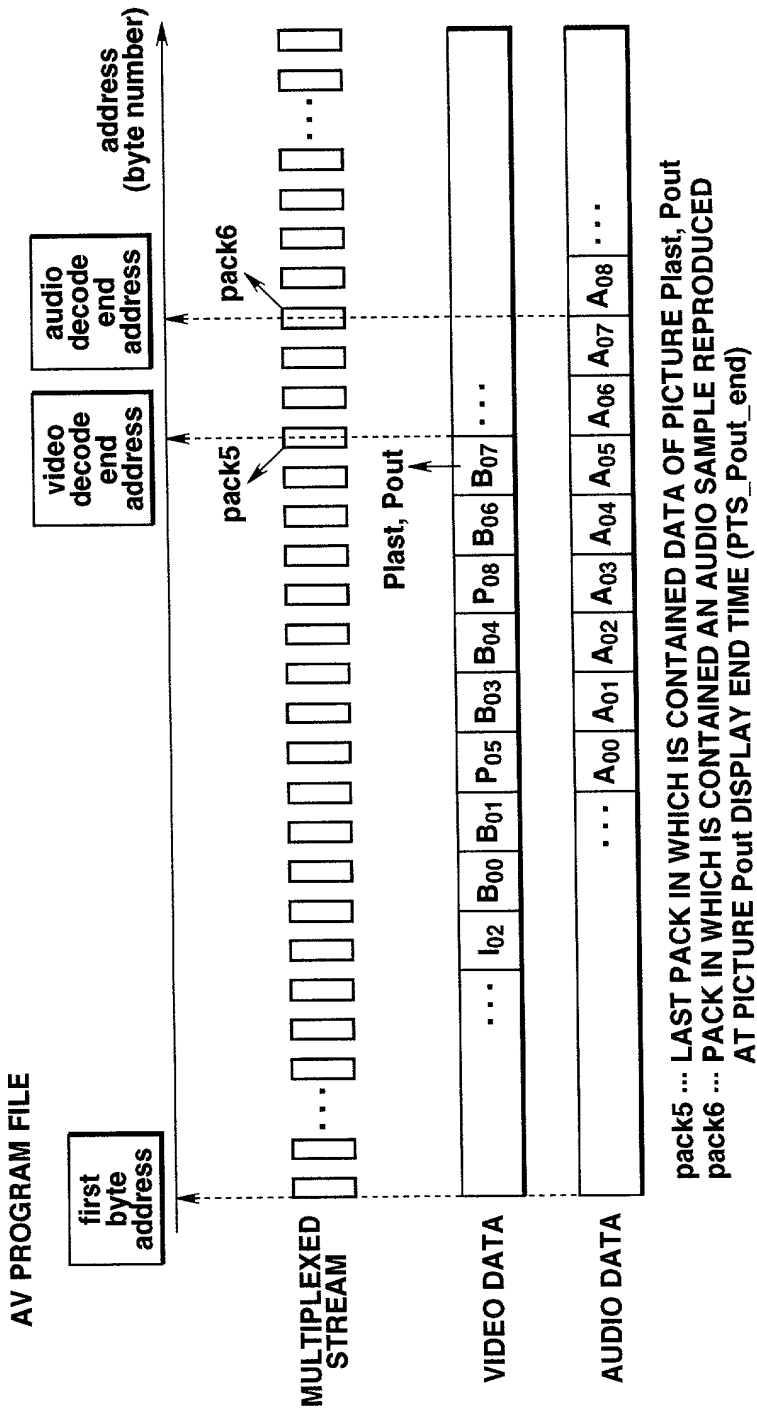 AV PROGRAM FILE
first
byte
address
video
decode
end
address
audio
decode
end
address
address
(byte number)
MULTIPLEXED
STREAM
...
pack5
pack6
...
Plast, Pout
VIDEO DATA
... I02 B00 B01 P05 B03 B04 P08 B06 B07 ...
AUDIO DATA
... A00 A01 A02 A03 A04 A05 A06 A07 A08 ...
pack5 ... LAST PACK IN WHICH IS CONTAINED DATA OF PICTURE Plast, Pout
pack6 ... PACK IN WHICH IS CONTAINED AN AUDIO SAMPLE REPRODUCED
AT PICTURE Pout DISPLAY END TIME (PTS_Pout_end)